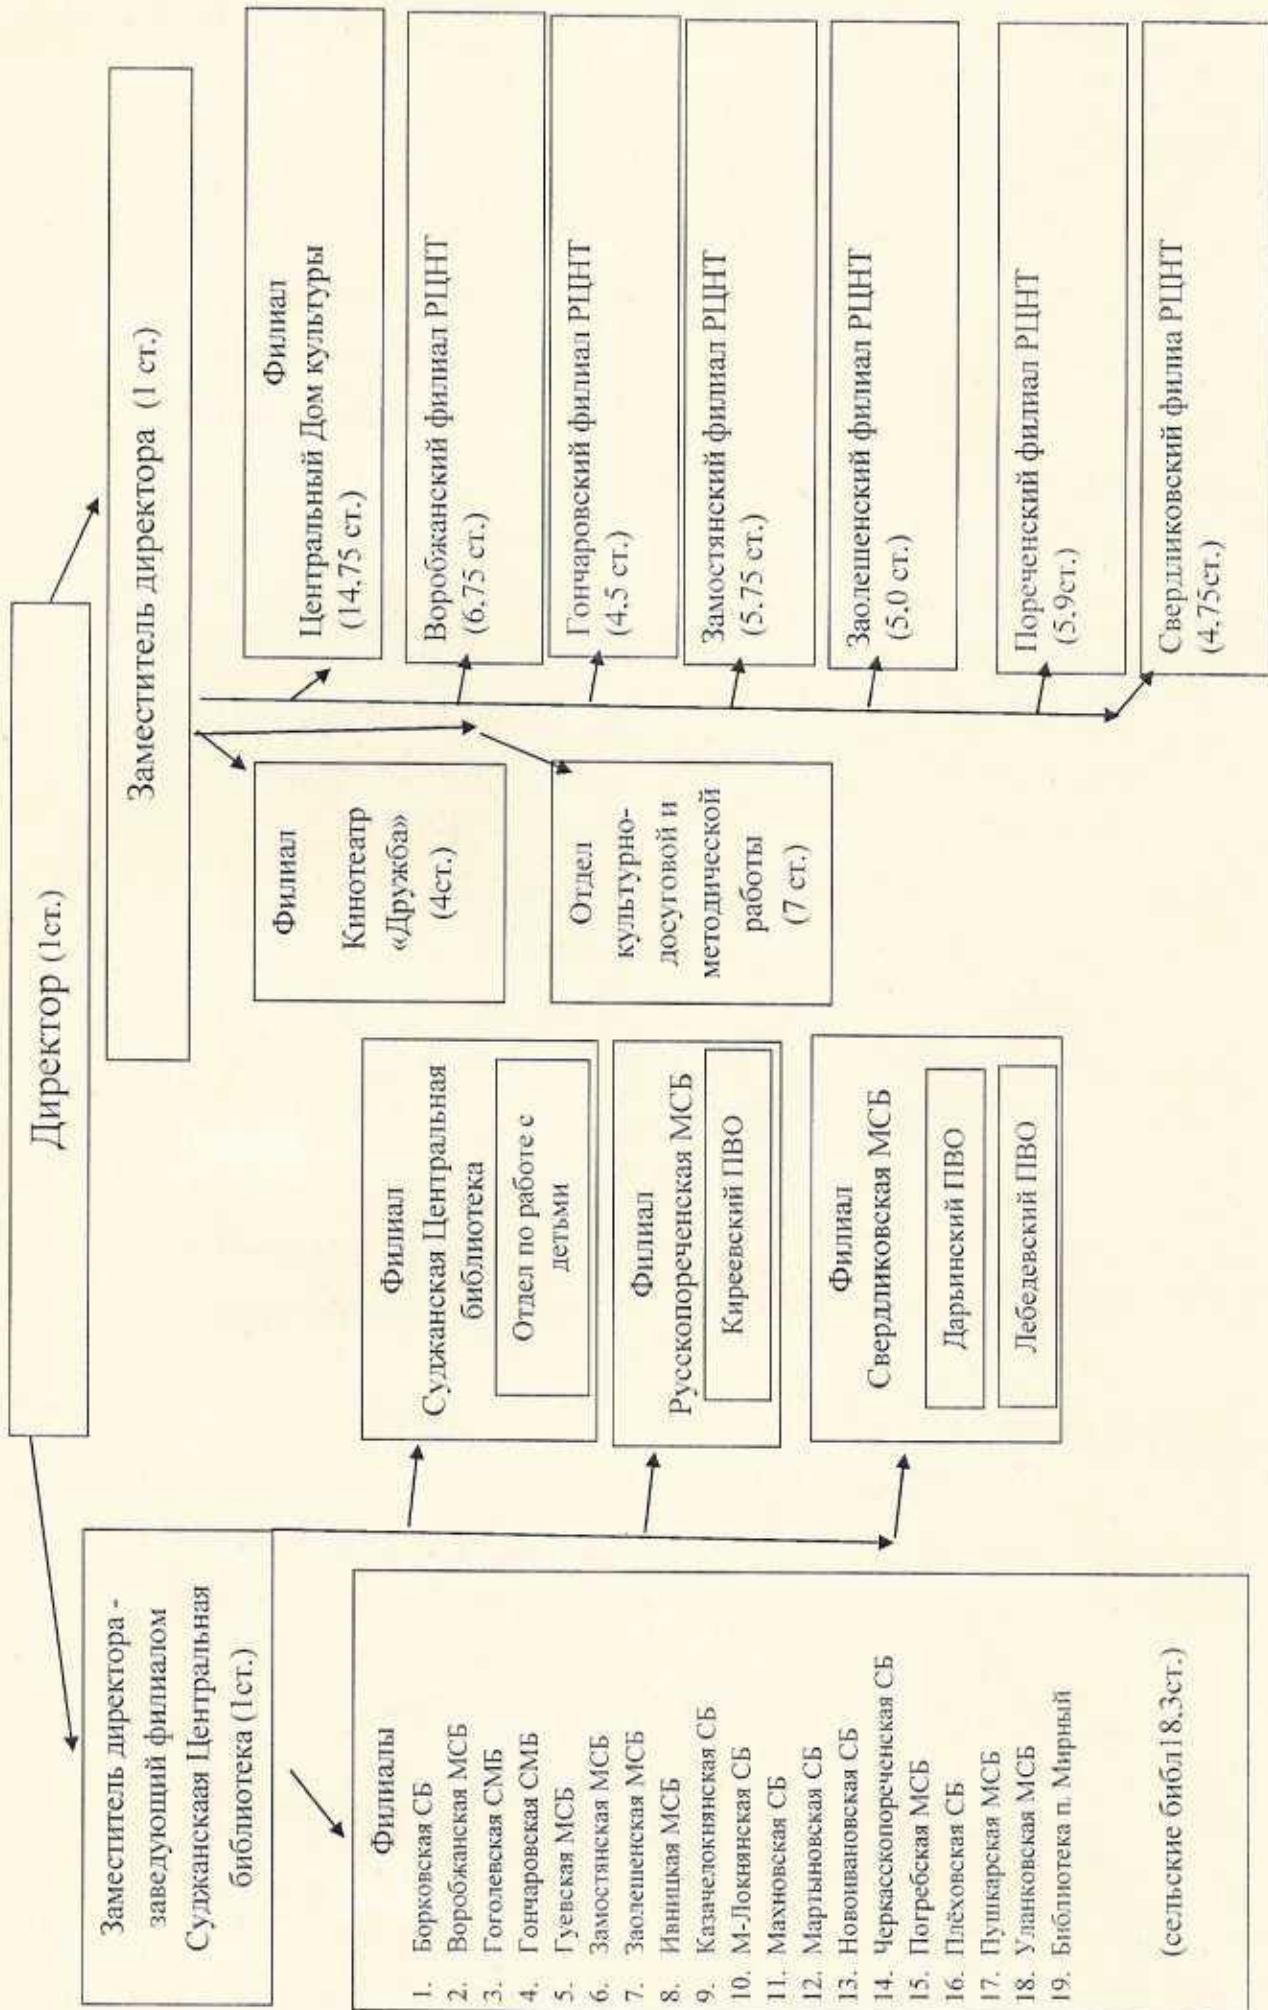 Директор (1ст.)
Заместитель директора -
заведующий филиалом
Суджанскаая Центральная
библиотека (1ст.)
Заместитель директора (1 ст.)
Филиалы
1. Борковская СБ
2. Воробжанская МСБ
3. Гоголевская СМБ
4. Гончаровская СМБ
5. Гуевская МСБ
6. Замостянская МСБ
7. Заолешенская МСБ
8. Ивницкая МСБ
9. Казачелокнянская СБ
10. М-Локнянская СБ
11. Махновская СБ
12. Мартыновская СБ
13. Новоивановская СБ
14. Черкасскопореченская СБ
15. Погребская МСБ
16. Плёховская СБ
17. Пушкарская МСБ
18. Уланковская МСБ
19. Библиотека п. Мирный
(сельские библ18.3ст.)
Филиал
Суджанская Центральная
библиотека
Отдел по работе с
детьми
Филиал
Русскопореченская МСБ
Киреевский ПВО
Филиал
Свердликовская МСБ
Дарьинский ПВО
Лебедевский ПВО
Филиал
Кинотеатр
«Дружба»
(4ст.)
Отдел
культурно-
досуговой и
методической
работы
(7 ст.)
Филиал
Центральный Дом культуры
(14.75 ст.)
Воробжанский филиал РЦНТ
(6.75 ст.)
Гончаровский филиал РЦНТ
(4.5 ст.)
Замостянский филиал РЦНТ
(5.75 ст.)
Заолешенский филиал РЦНТ
(5.0 ст.)
Пореченский филиал РЦНТ
(5.9ст.)
Свердликовский филиа РЦНТ
(4.75ст.)